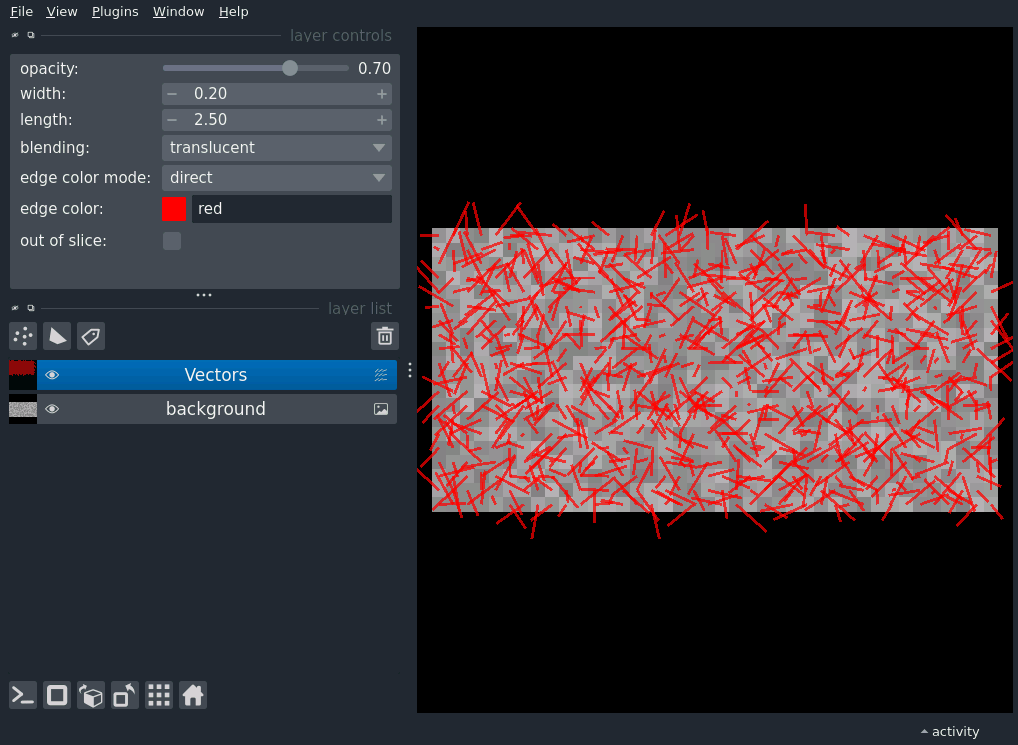 File View Plugins Window Help
layer controls
opacity: 0.70
width: − 0.20 +
length: − 2.50 +
blending: translucent
edge color mode: direct
edge color: red
out of slice:
layer list
Vectors
background
activity